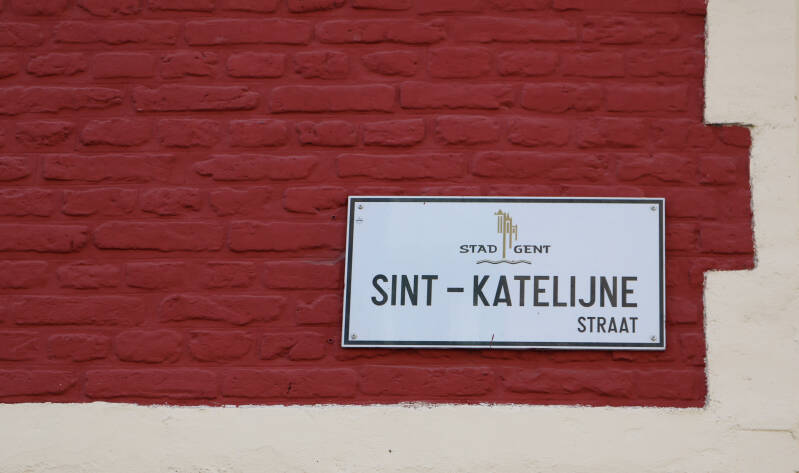 STAD GENT
SINT - KATELIJNE
STRAAT